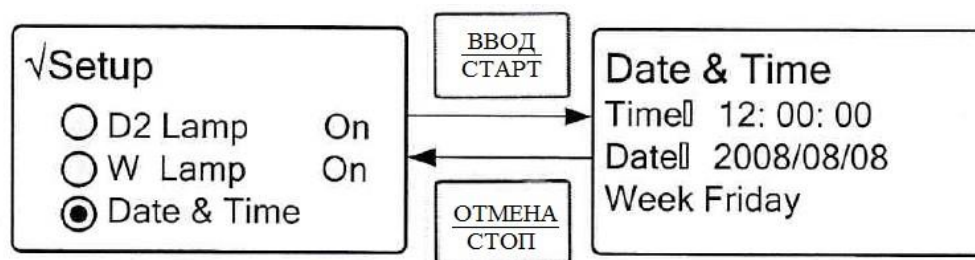 √Setup
D2 Lamp On
W Lamp On
Date & Time
ВВОД
СТАРТ
ОТМЕНА
СТОП
Date & Time
Time▯ 12: 00: 00
Date▯ 2008/08/08
Week Friday